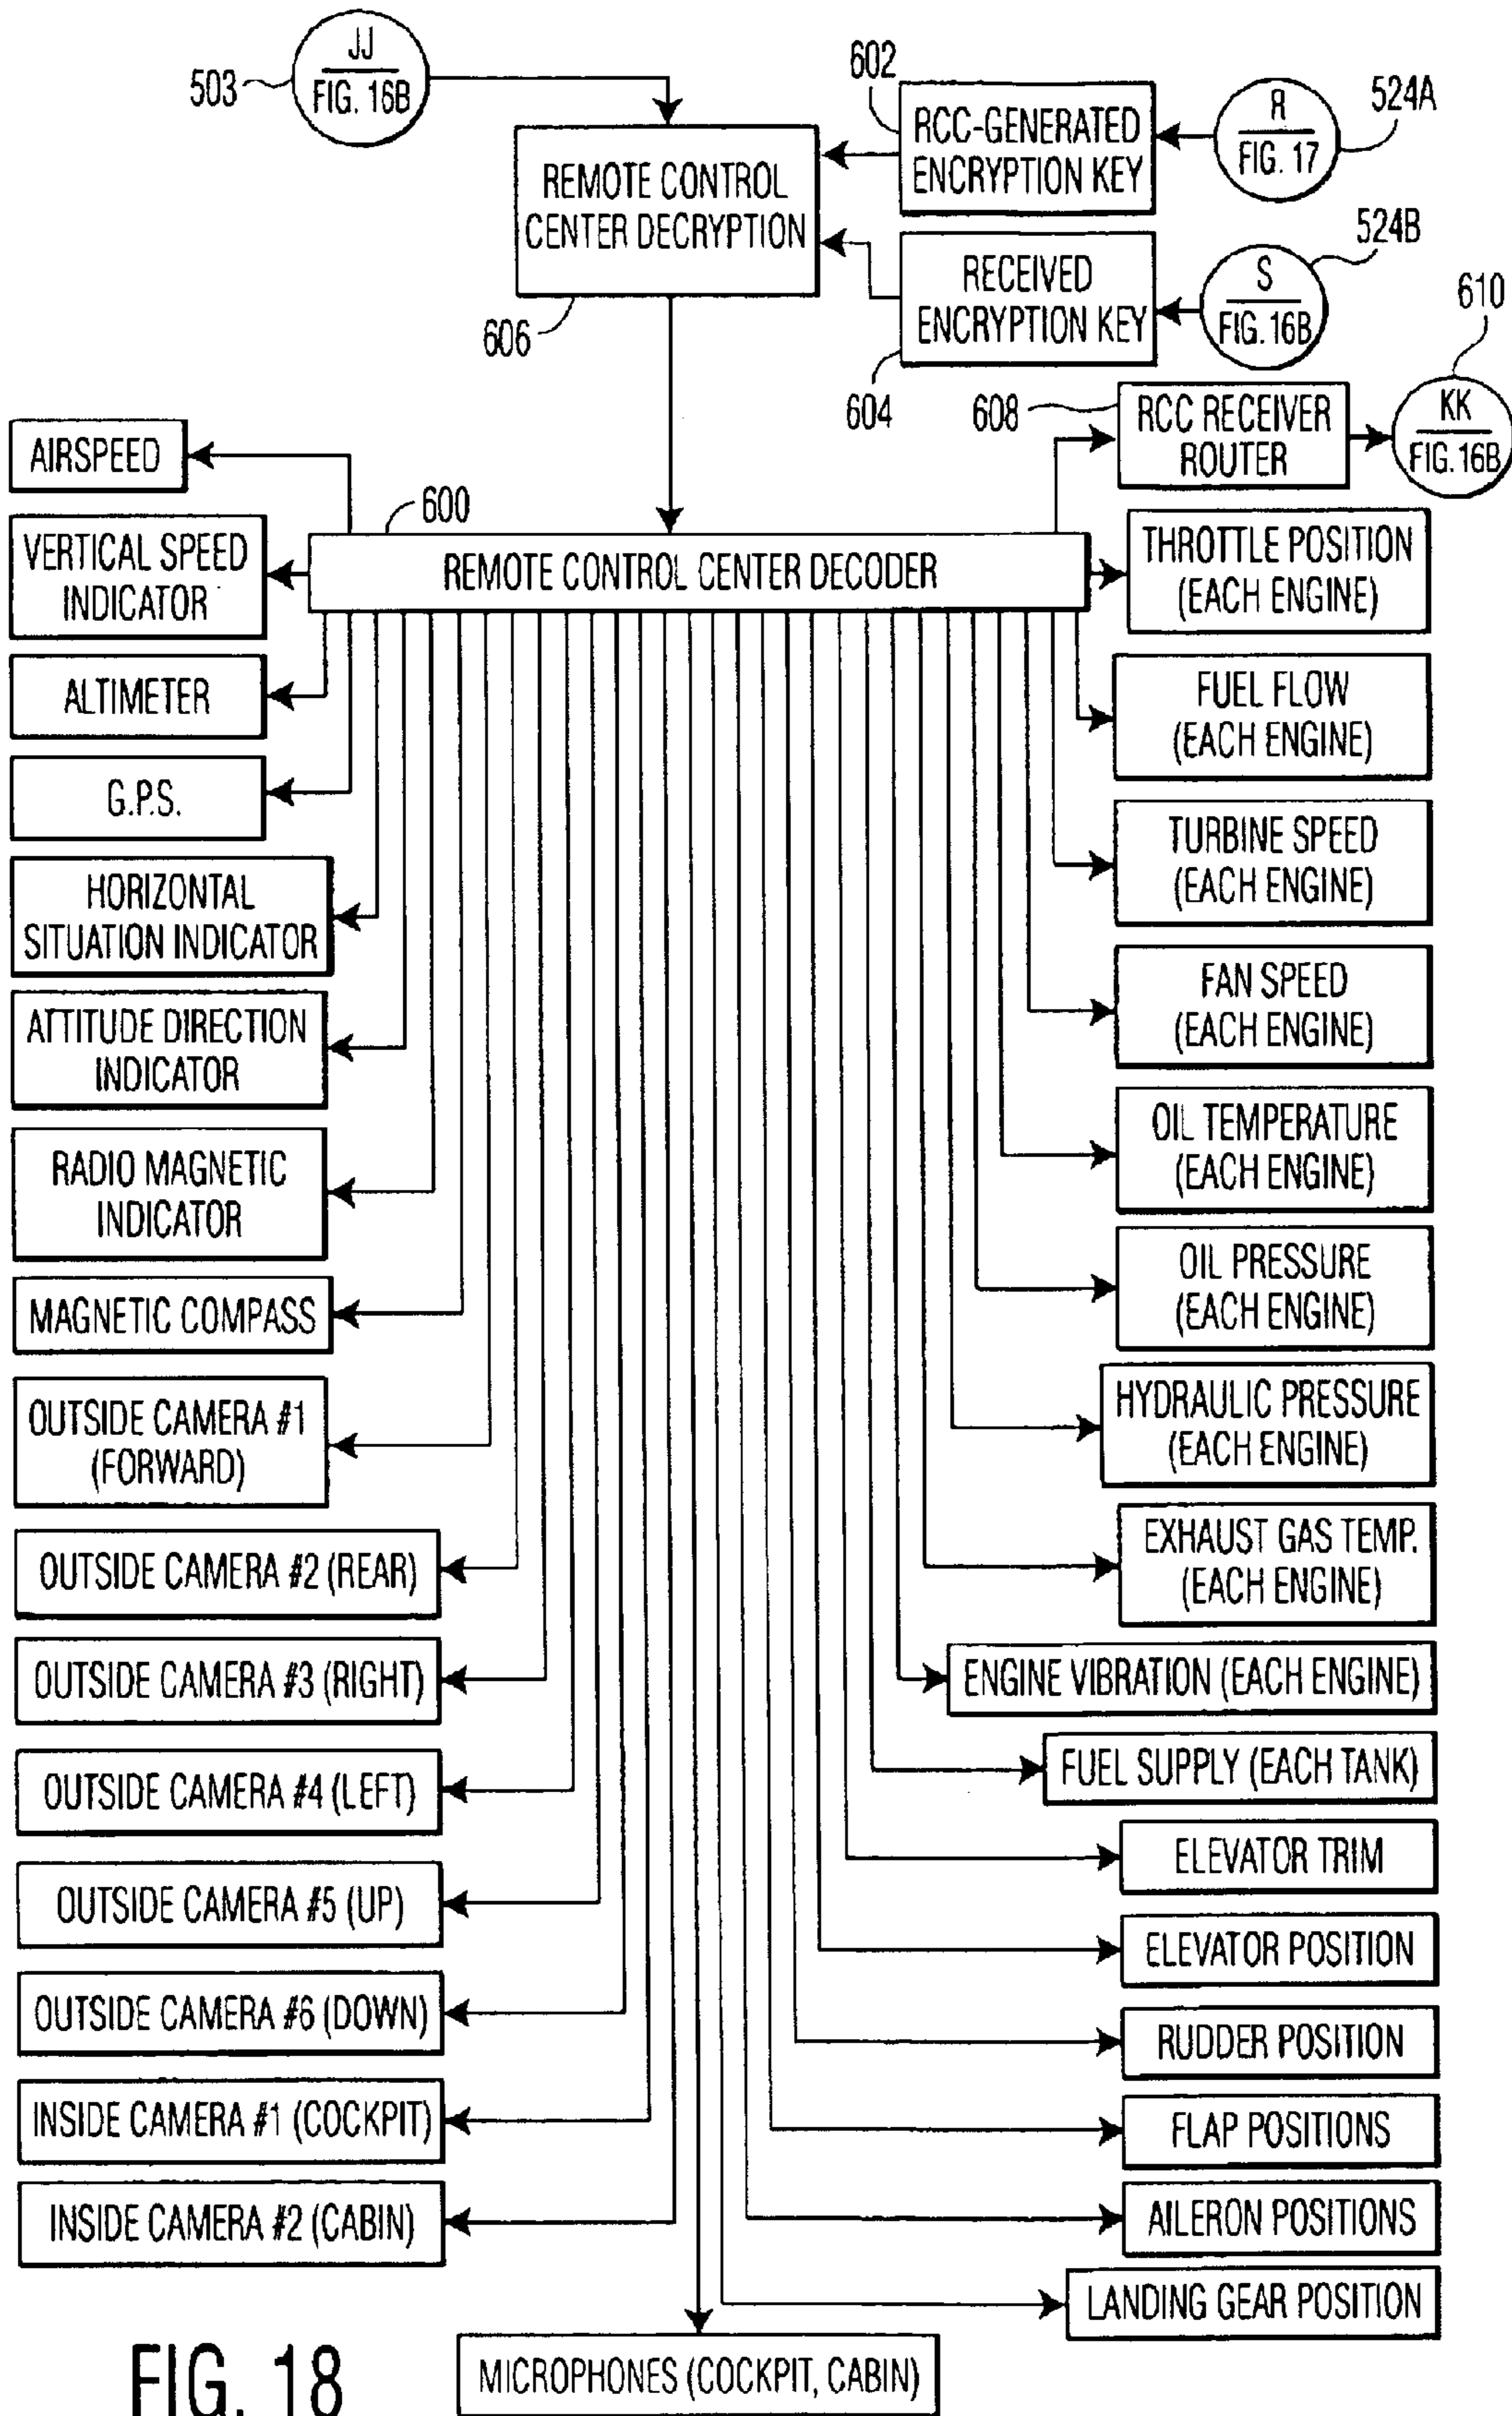 JJ
FIG. 16B
503
602
RCC-GENERATED
ENCRYPTION KEY
R
FIG. 17
524A
REMOTE CONTROL
CENTER DECRYPTION
606
RECEIVED
ENCRYPTION KEY
604
S
FIG. 16B
524B
610
608
RCC RECEIVER
ROUTER
KK
FIG. 16B
600
REMOTE CONTROL CENTER DECODER
AIRSPEED
VERTICAL SPEED
INDICATOR
ALTIMETER
G.P.S.
HORIZONTAL
SITUATION INDICATOR
ATTITUDE DIRECTION
INDICATOR
RADIO MAGNETIC
INDICATOR
MAGNETIC COMPASS
OUTSIDE CAMERA #1
(FORWARD)
OUTSIDE CAMERA #2 (REAR)
OUTSIDE CAMERA #3 (RIGHT)
OUTSIDE CAMERA #4 (LEFT)
OUTSIDE CAMERA #5 (UP)
OUTSIDE CAMERA #6 (DOWN)
INSIDE CAMERA #1 (COCKPIT)
INSIDE CAMERA #2 (CABIN)
THROTTLE POSITION
(EACH ENGINE)
FUEL FLOW
(EACH ENGINE)
TURBINE SPEED
(EACH ENGINE)
FAN SPEED
(EACH ENGINE)
OIL TEMPERATURE
(EACH ENGINE)
OIL PRESSURE
(EACH ENGINE)
HYDRAULIC PRESSURE
(EACH ENGINE)
EXHAUST GAS TEMP.
(EACH ENGINE)
ENGINE VIBRATION (EACH ENGINE)
FUEL SUPPLY (EACH TANK)
ELEVATOR TRIM
ELEVATOR POSITION
RUDDER POSITION
FLAP POSITIONS
AILERON POSITIONS
LANDING GEAR POSITION
MICROPHONES (COCKPIT, CABIN)
FIG. 18